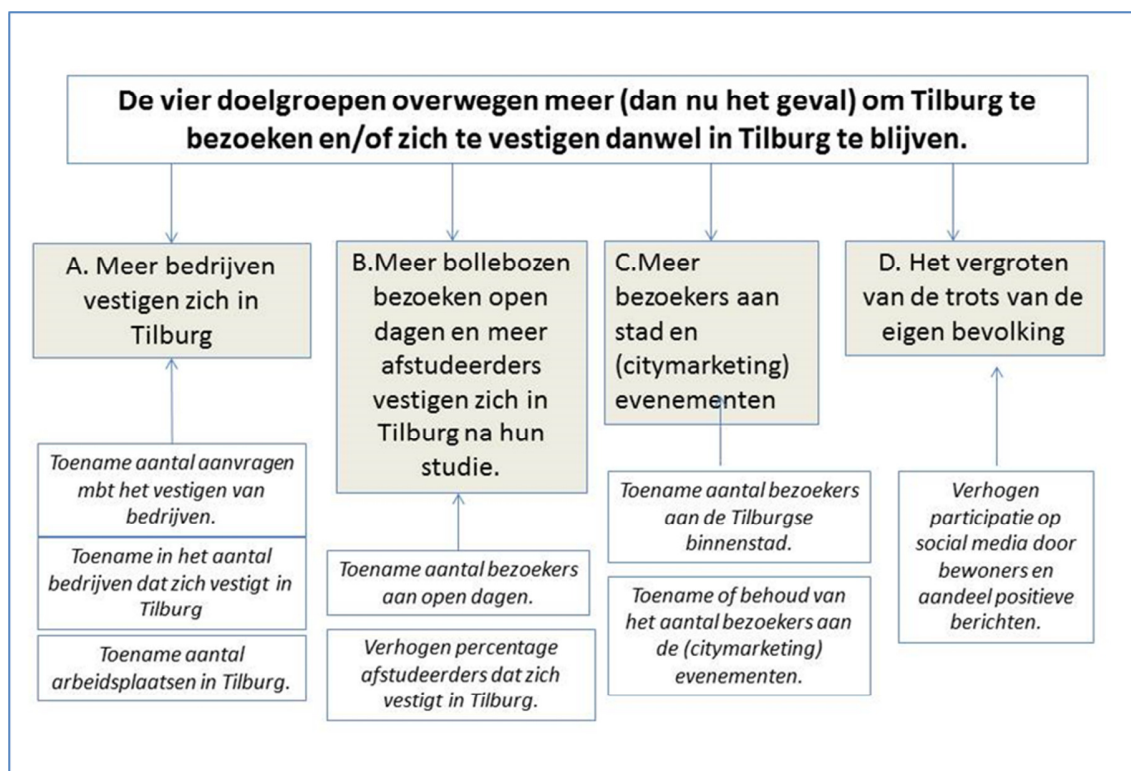 De vier doelgroepen overwegen meer (dan nu het geval) om Tilburg te
bezoeken en/of zich te vestigen danwel in Tilburg te blijven.
A. Meer bedrijven
vestigen zich in
Tilburg
Toename aantal aanvragen
mbt het vestigen van
bedrijven.
Toename in het aantal
bedrijven dat zich vestigt in
Tilburg
Toename aantal
arbeidsplaatsen in Tilburg.
B.Meer bollebozen
bezoeken open
dagen en meer
afstudeerders
vestigen zich in
Tilburg na hun
studie.
Toename aantal bezoekers
aan open dagen.
Verhogen percentage
afstudeerders dat zich
vestigt in Tilburg.
C.Meer
bezoekers aan
stad en
(citymarketing)
evenementen
Toename aantal bezoekers
aan de Tilburgse
binnenstad.
Toename of behoud van
het aantal bezoekers aan
de (citymarketing)
evenementen.
D. Het vergroten
van de trots van de
eigen bevolking
Verhogen
participatie op
social media door
bewoners en
aandeel positieve
berichten.